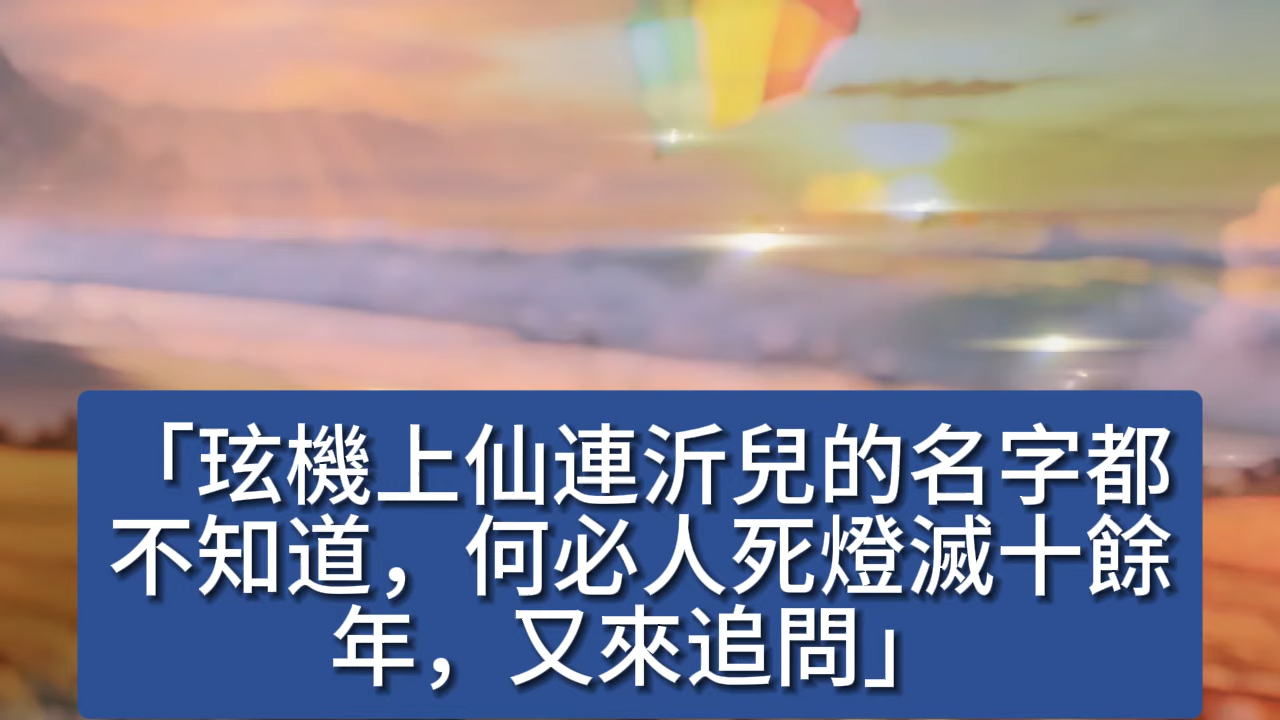 「玹機上仙連沂兒的名字都
不知道，何必人死燈滅十餘
年，又來追問」